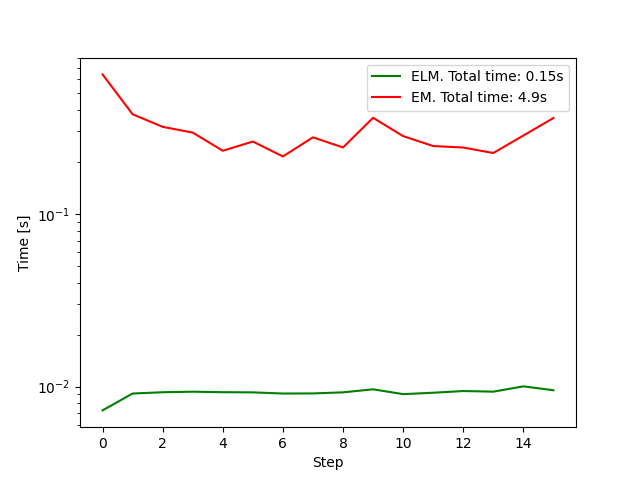 ELM. Total time: 0.15s
EM. Total time: 4.9s
Time [s]
10⁻¹
10⁻²
0 2 4 6 8 10 12 14
Step